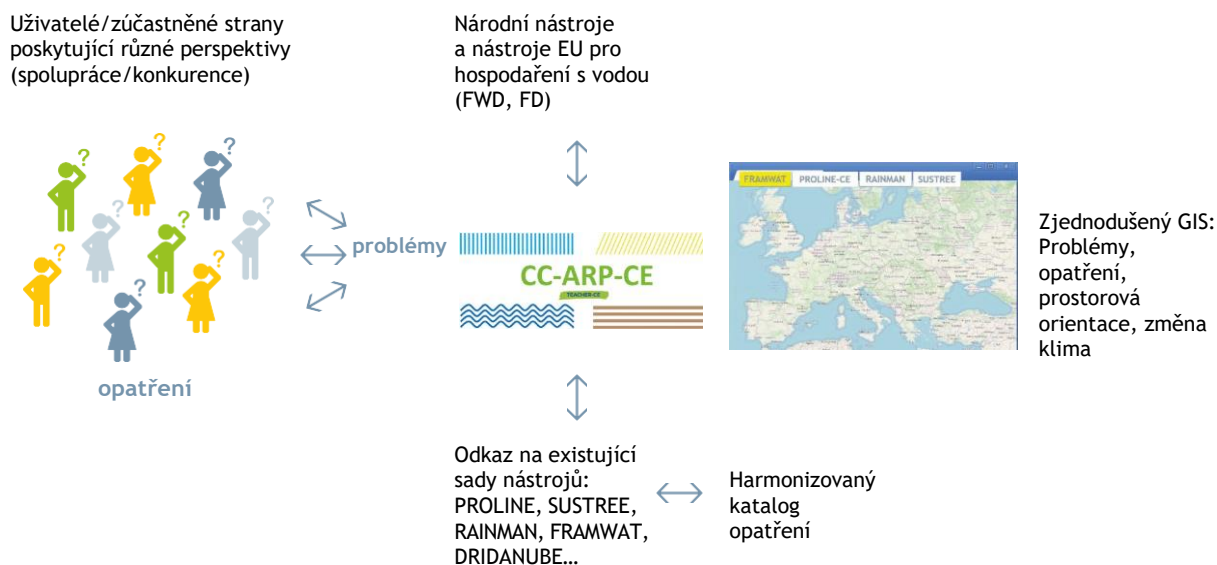 Uživatelé/zúčastněné strany
poskytující různé perspektivy
(spolupráce/konkurence)
Národní nástroje
a nástroje EU pro
hospodaření s vodou
(FWD, FD)
? ? ?
? ? ?
? ? ?
?
opatření
problémy
CC-ARP-CE
TEACHER-CE
FRAMWAT PROLINE-CE RAINMAN SUSTREE
Zjednodušený GIS:
Problémy,
opatření,
prostorová
orientace, změna
klima
Odkaz na existující
sady nástrojů:
PROLINE, SUSTREE,
RAINMAN, FRAMWAT,
DRIDANUBE…
Harmonizovaný
katalog
opatření